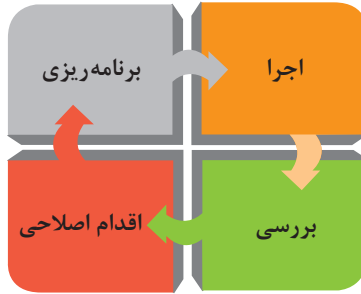 اجرا
برنامه‌ریزی
بررسی
اقدام اصلاحی